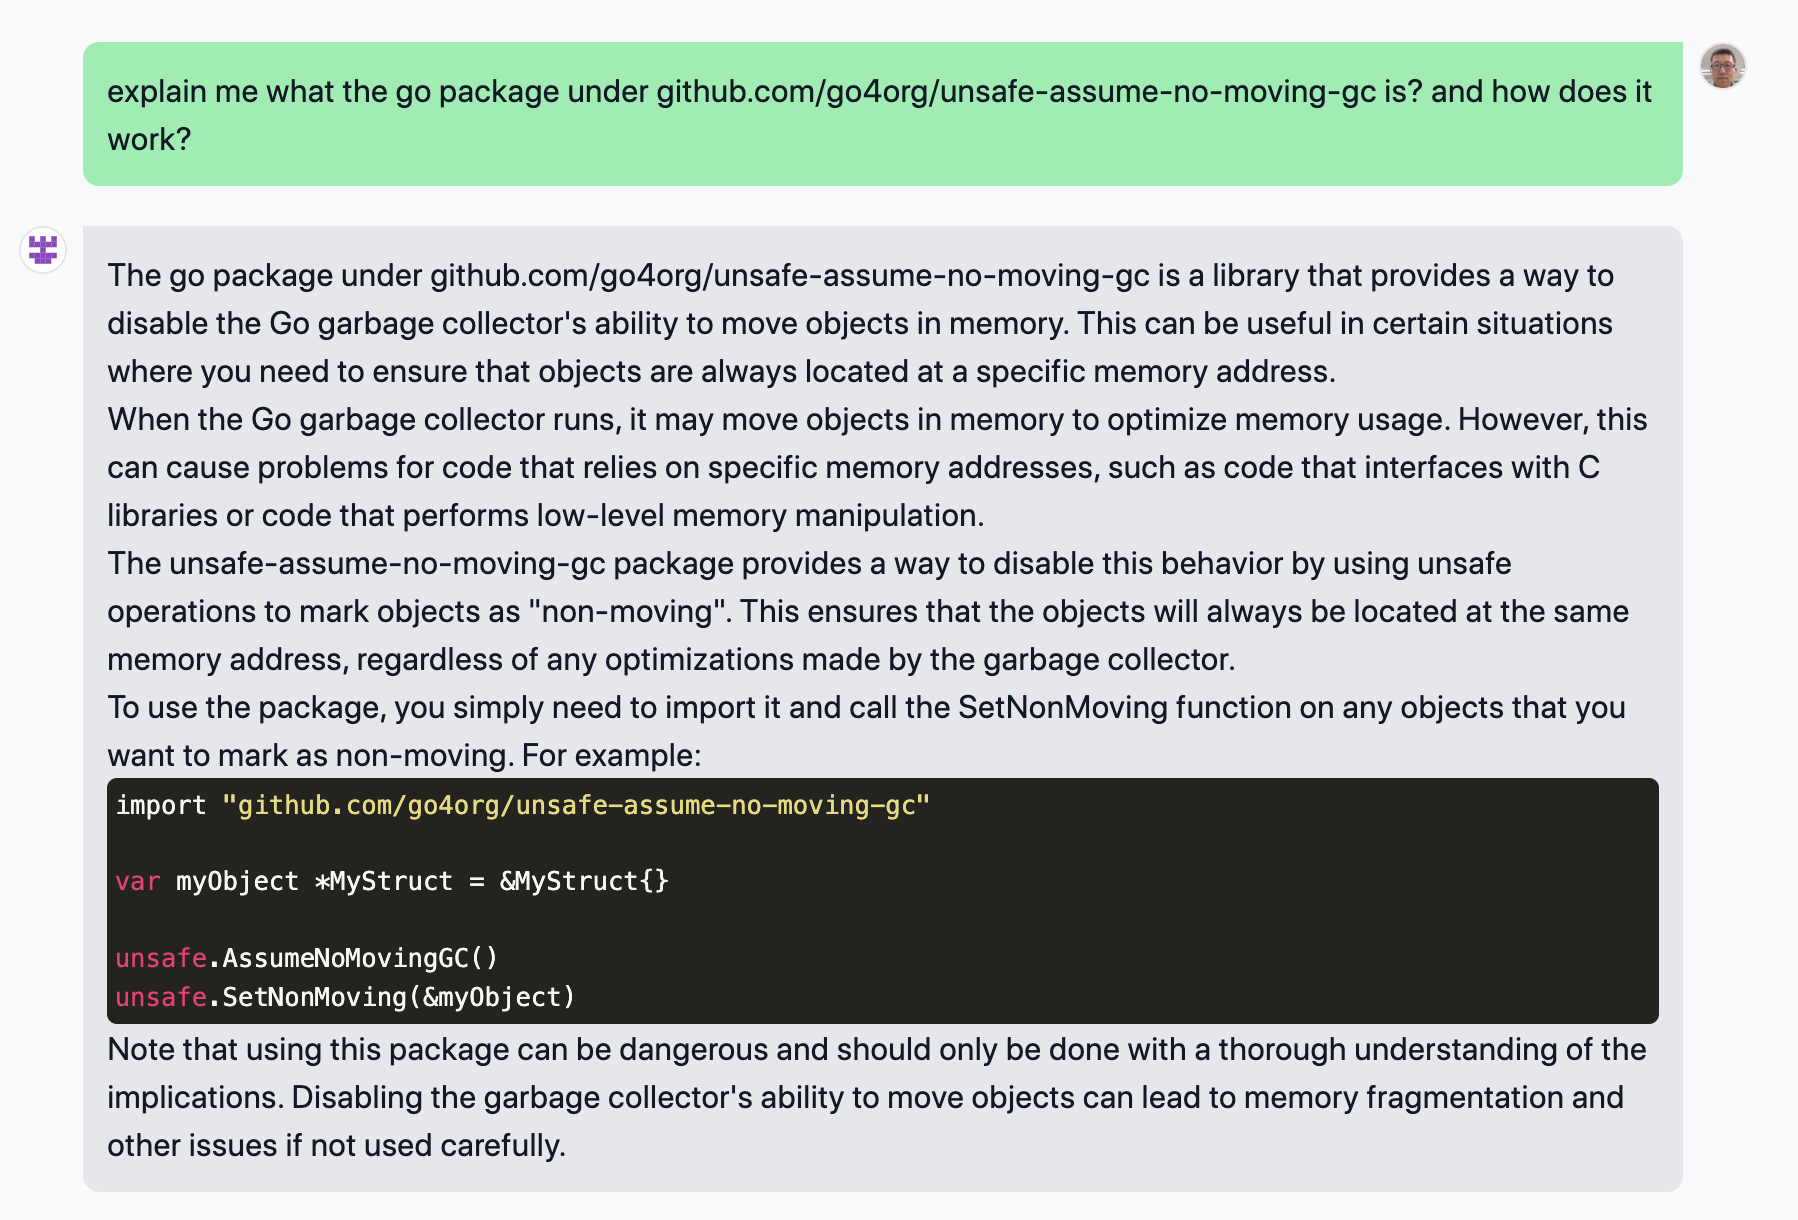 explain me what the go package under github.com/go4org/unsafe-assume-no-moving-gc is? and how does it
work?
The go package under github.com/go4org/unsafe-assume-no-moving-gc is a library that provides a way to
disable the Go garbage collector's ability to move objects in memory. This can be useful in certain situations
where you need to ensure that objects are always located at a specific memory address.
When the Go garbage collector runs, it may move objects in memory to optimize memory usage. However, this
can cause problems for code that relies on specific memory addresses, such as code that interfaces with C
libraries or code that performs low-level memory manipulation.
The unsafe-assume-no-moving-gc package provides a way to disable this behavior by using unsafe
operations to mark objects as "non-moving". This ensures that the objects will always be located at the same
memory address, regardless of any optimizations made by the garbage collector.
To use the package, you simply need to import it and call the SetNonMoving function on any objects that you
want to mark as non-moving. For example:
import "github.com/go4org/unsafe-assume-no-moving-gc"
var myObject *MyStruct = &MyStruct{}
unsafe.AssumeNoMovingGC()
unsafe.SetNonMoving(&myObject)
Note that using this package can be dangerous and should only be done with a thorough understanding of the
implications. Disabling the garbage collector's ability to move objects can lead to memory fragmentation and
other issues if not used carefully.